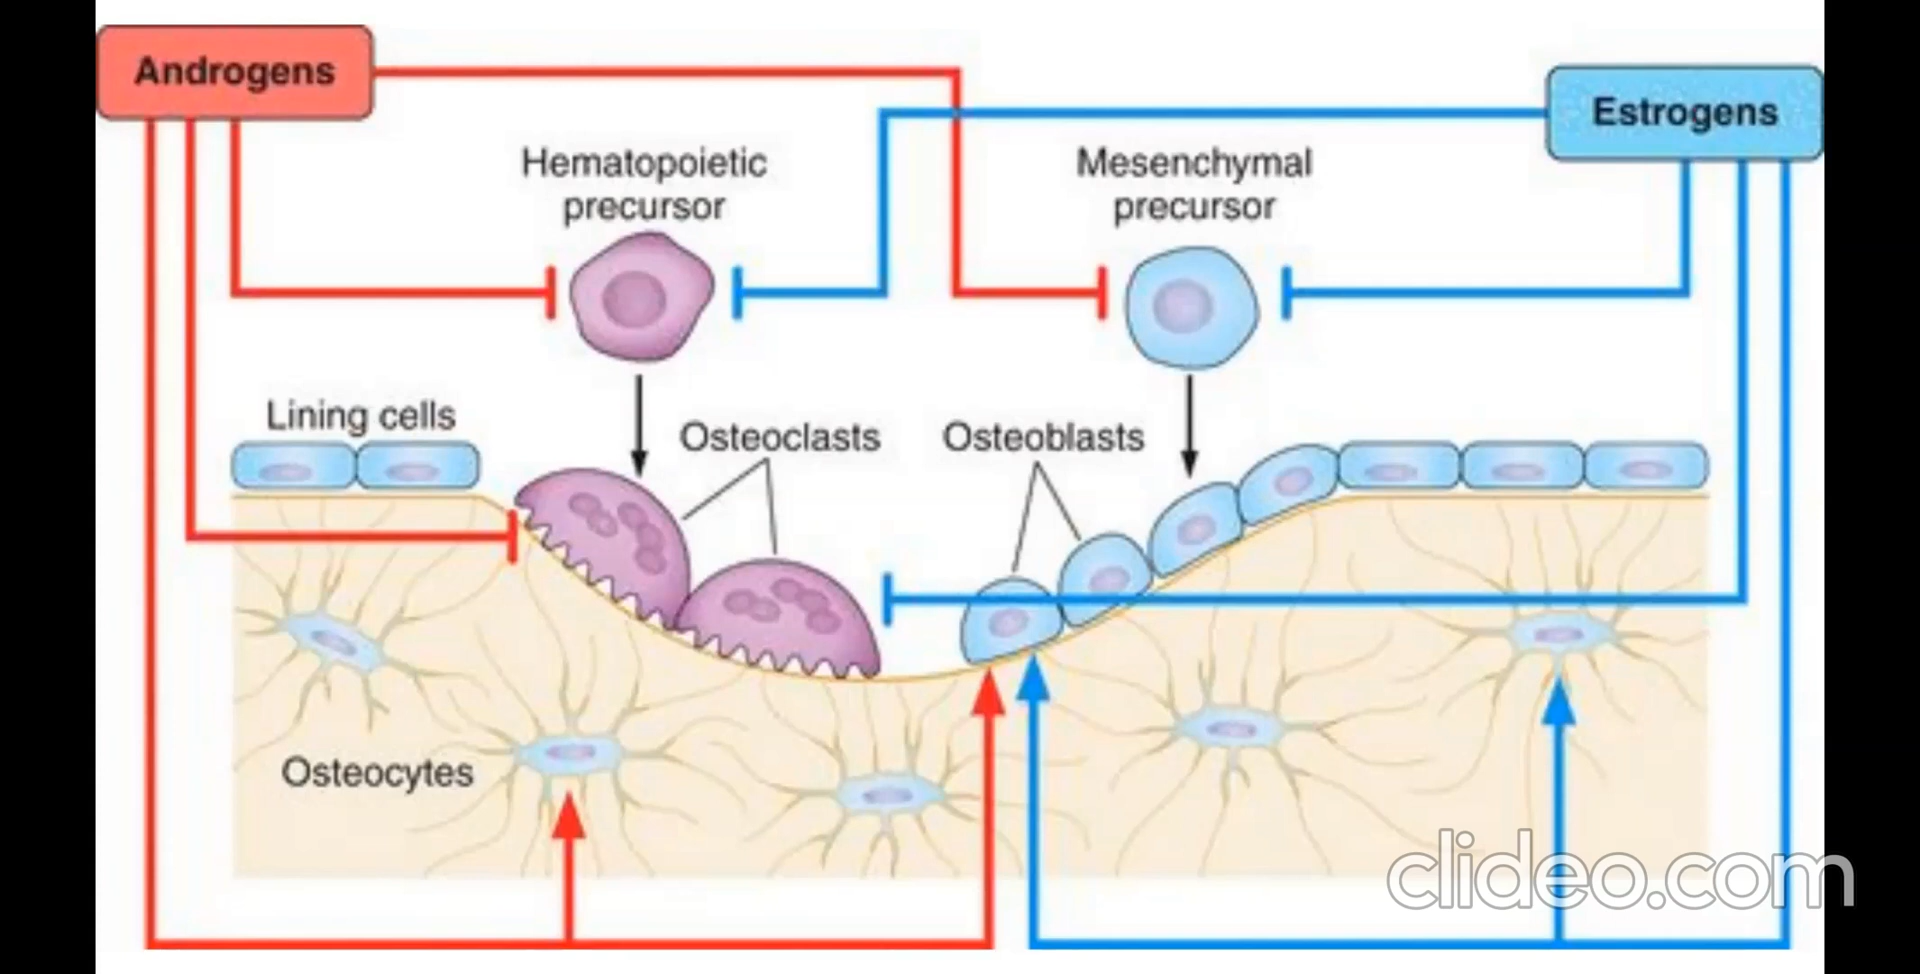 Androgens
Estrogens
Hematopoietic
precursor
Mesenchymal
precursor
Lining cells
Osteoclasts
Osteoblasts
Osteocytes
clideo.com